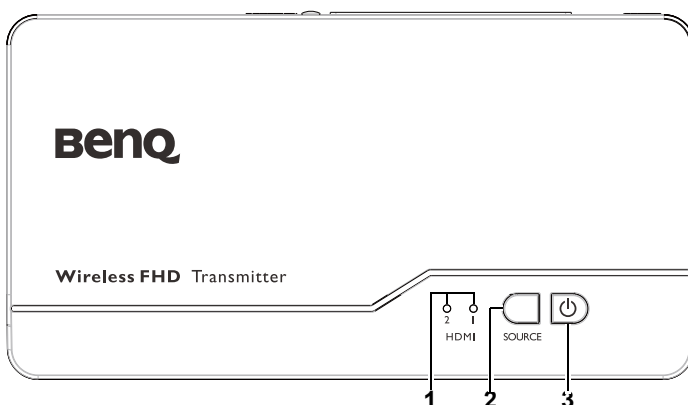 BenQ
Wireless FHD Transmitter
2 1
HDMI SOURCE
1 2 3